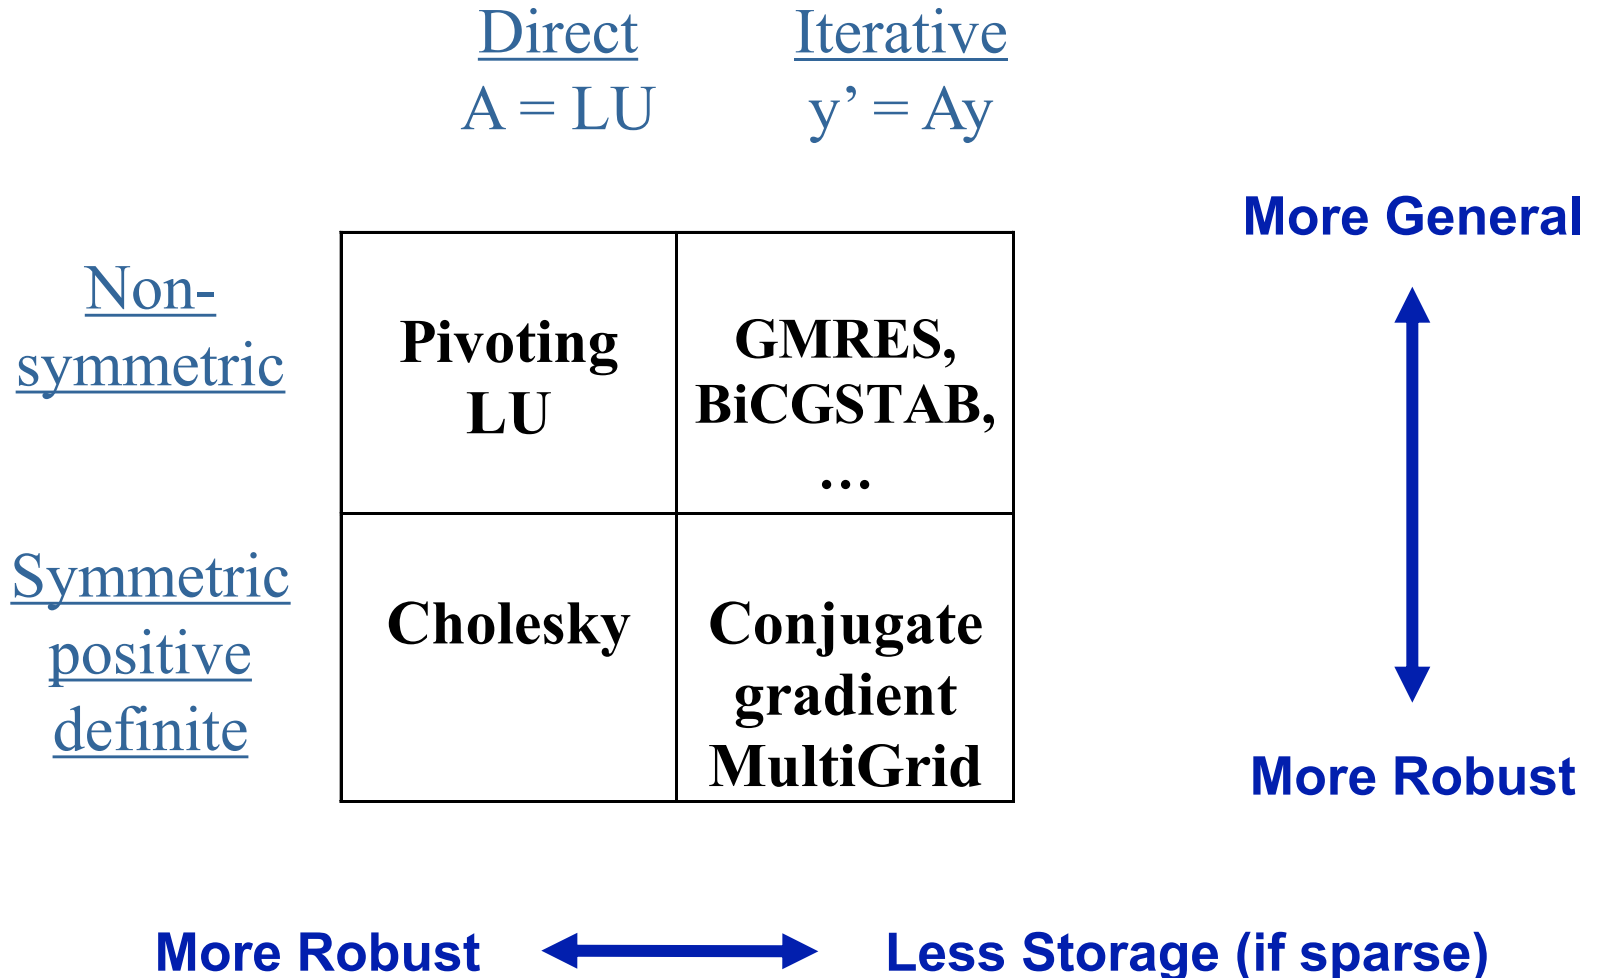 Direct
Iterative
A = LU
y’ = Ay
More General
Non-
symmetric
Pivoting
LU
GMRES,
BiCGSTAB,
…
Symmetric
positive
definite
Cholesky
Conjugate
gradient
MultiGrid
More Robust
More Robust
Less Storage (if sparse)